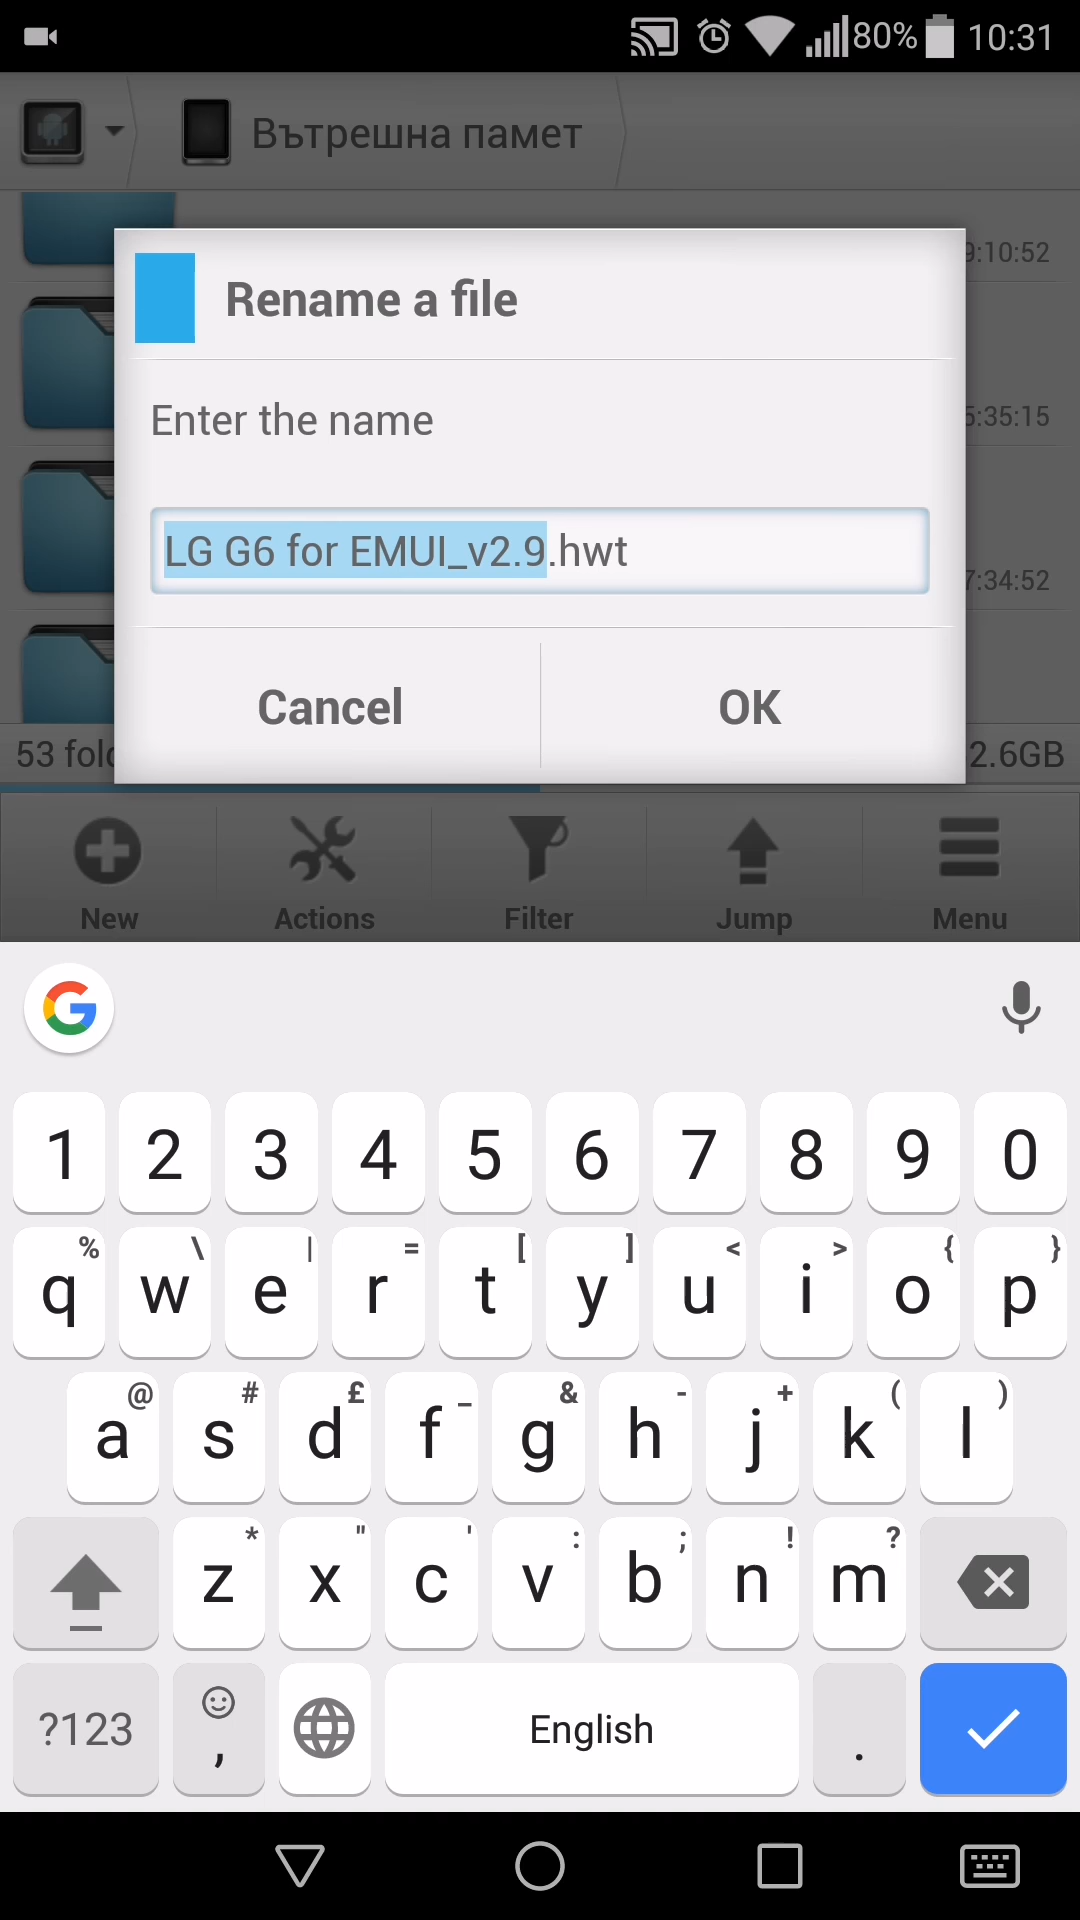 80% 10:31
Вътрешна памет
9:10:52
Rename a file
5:35:15
Enter the name
LG G6 for EMUI_v2.9.hwt
7:34:52
Cancel OK
53 fol 2.6GB
New Actions Filter Jump Menu
G
1 2 3 4 5 6 7 8 9 0
% \ | = [ ] < > { }
q w e r t y u i o p
@ # £ _ & - + ( )
a s d f g h j k l
* " ' : ; ! ?
z x c v b n m
?123 , English .